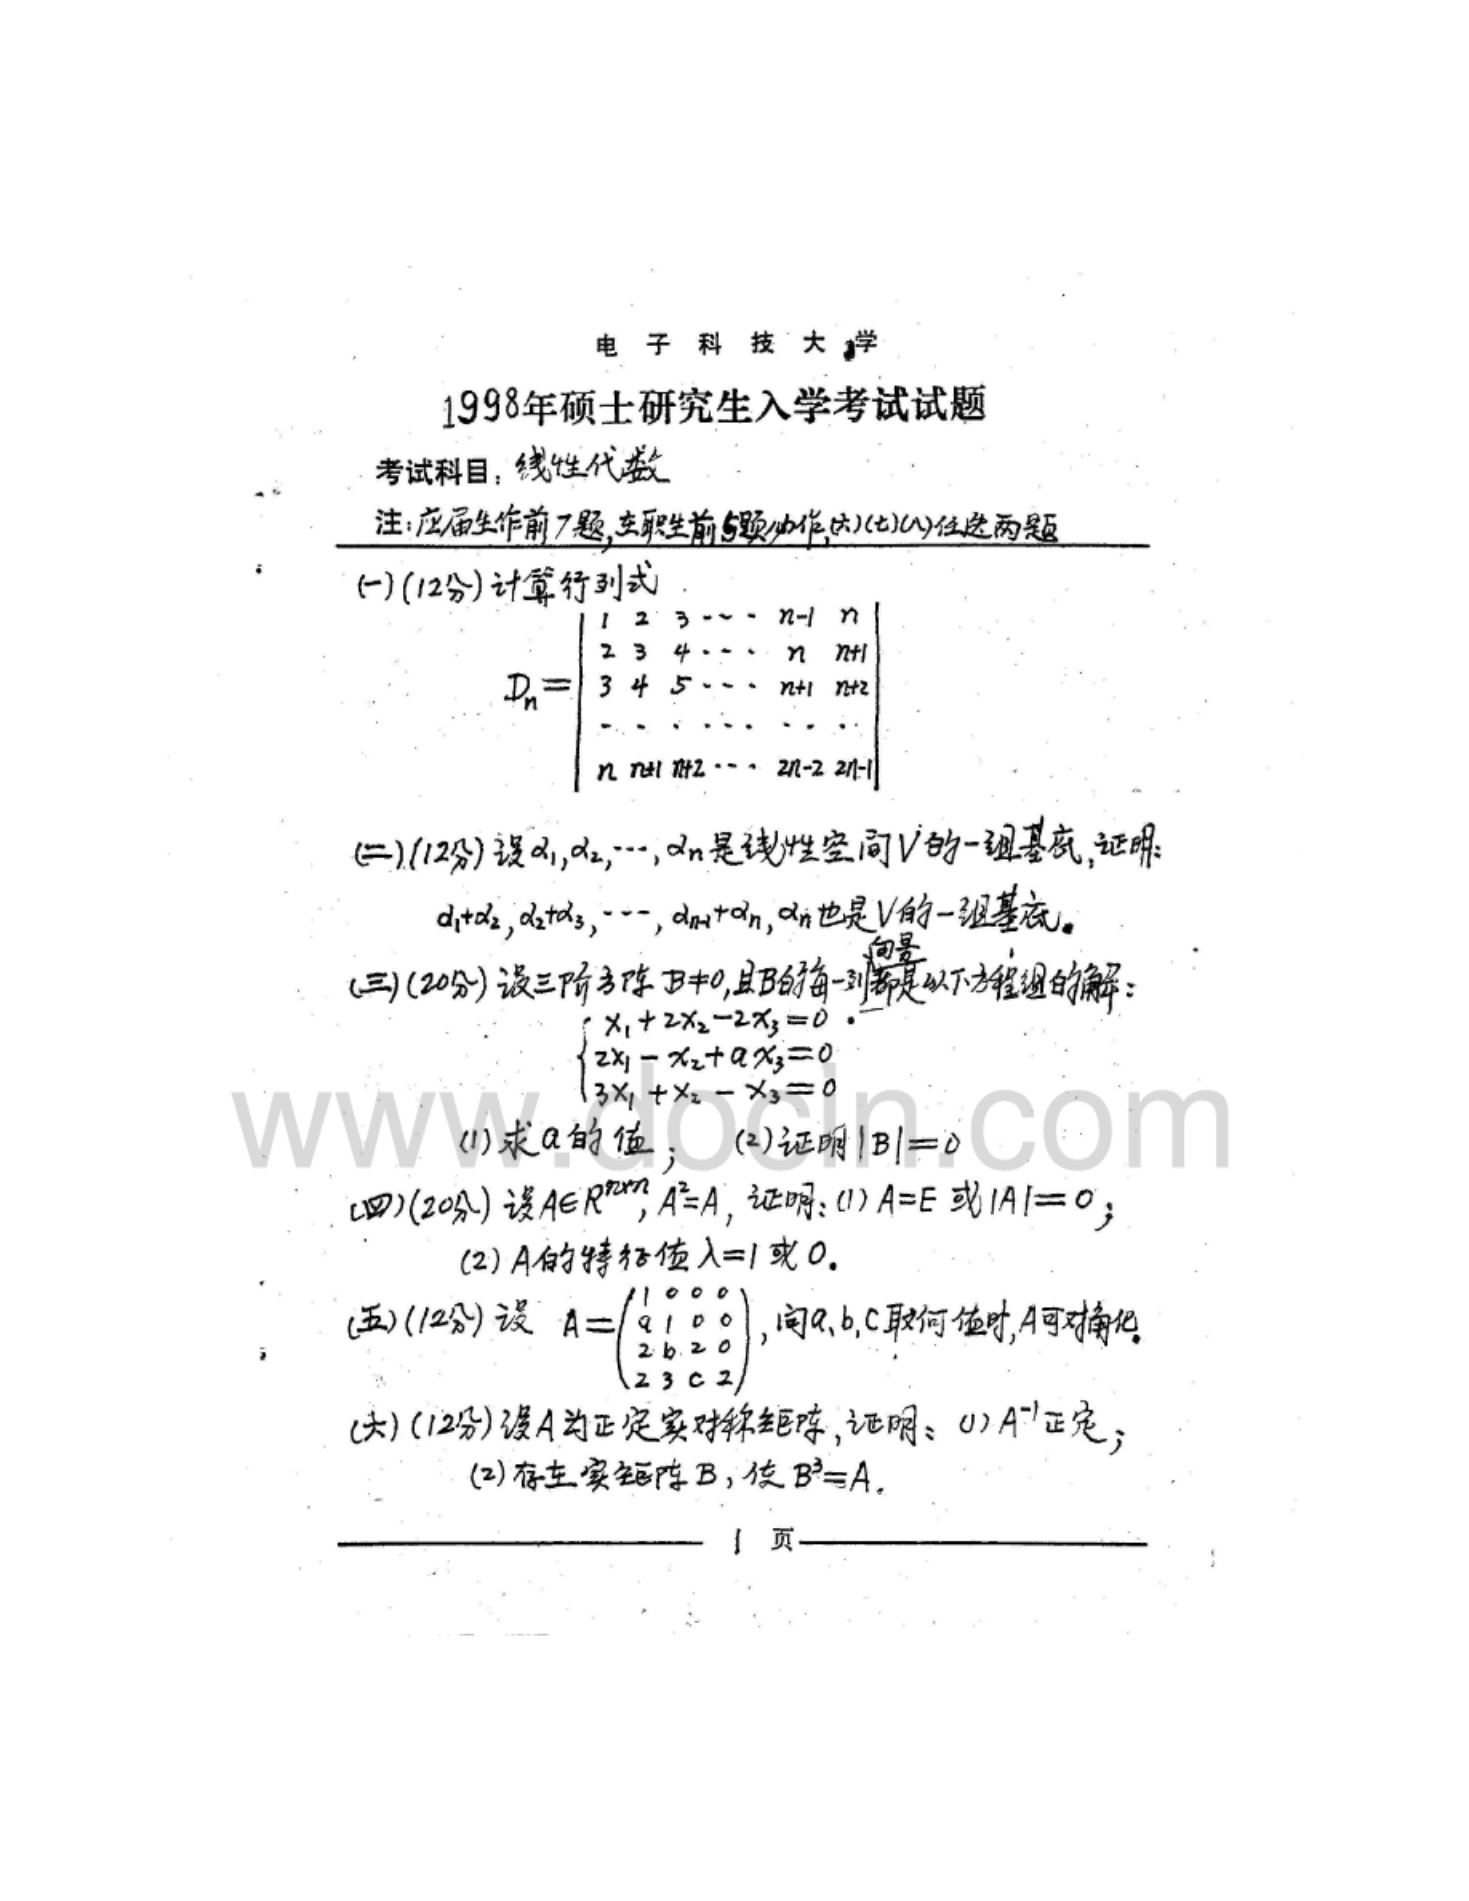 电子科技大学
1998年硕士研究生入学考试试题
考试科目：线性代数
注：应届生作前7题，在职生前5题必作，(六)(七)(八)任选两题
(一)(12分) 计算行列式
1 2 3 ---- n-1 n
2 3 4 ---- n n+1
Dn= 3 4 5 ---- n+1 n+2
- - - - - - - - -
n n+1 n+2 ---- 2n-2 2n-1
(二)(12分) 设α₁,α₂,…,αn是线性空间V的一组基底,证明:
α₁+α₂, α₂+α₃, ---, αn-1+αn, αn也是V的一组基底。
(三)(20分) 设三阶方阵B≠0,且B的每一列向量都是以下方程组的解:
x₁+2x₂-2x₃=0
2x₁-x₂+ax₃=0
3x₁+x₂-x₃=0
(1) 求a的值; (2) 证明|B|=0
(四)(20分) 设A∈Rⁿˣⁿ, A²=A, 证明: (1) A=E 或|A|=0;
(2) A的特征值λ=1或0.
(五)(12分) 设 A= (1 0 0 0
a 1 0 0
2 b 2 0
2 3 c 2), 问a,b,c取何值时,A可对角化.
(六)(12分) 设A为正定实对称矩阵,证明: (1) A⁻¹正定;
(2) 存在实矩阵B,使B³=A.
1 页
www.docin.com